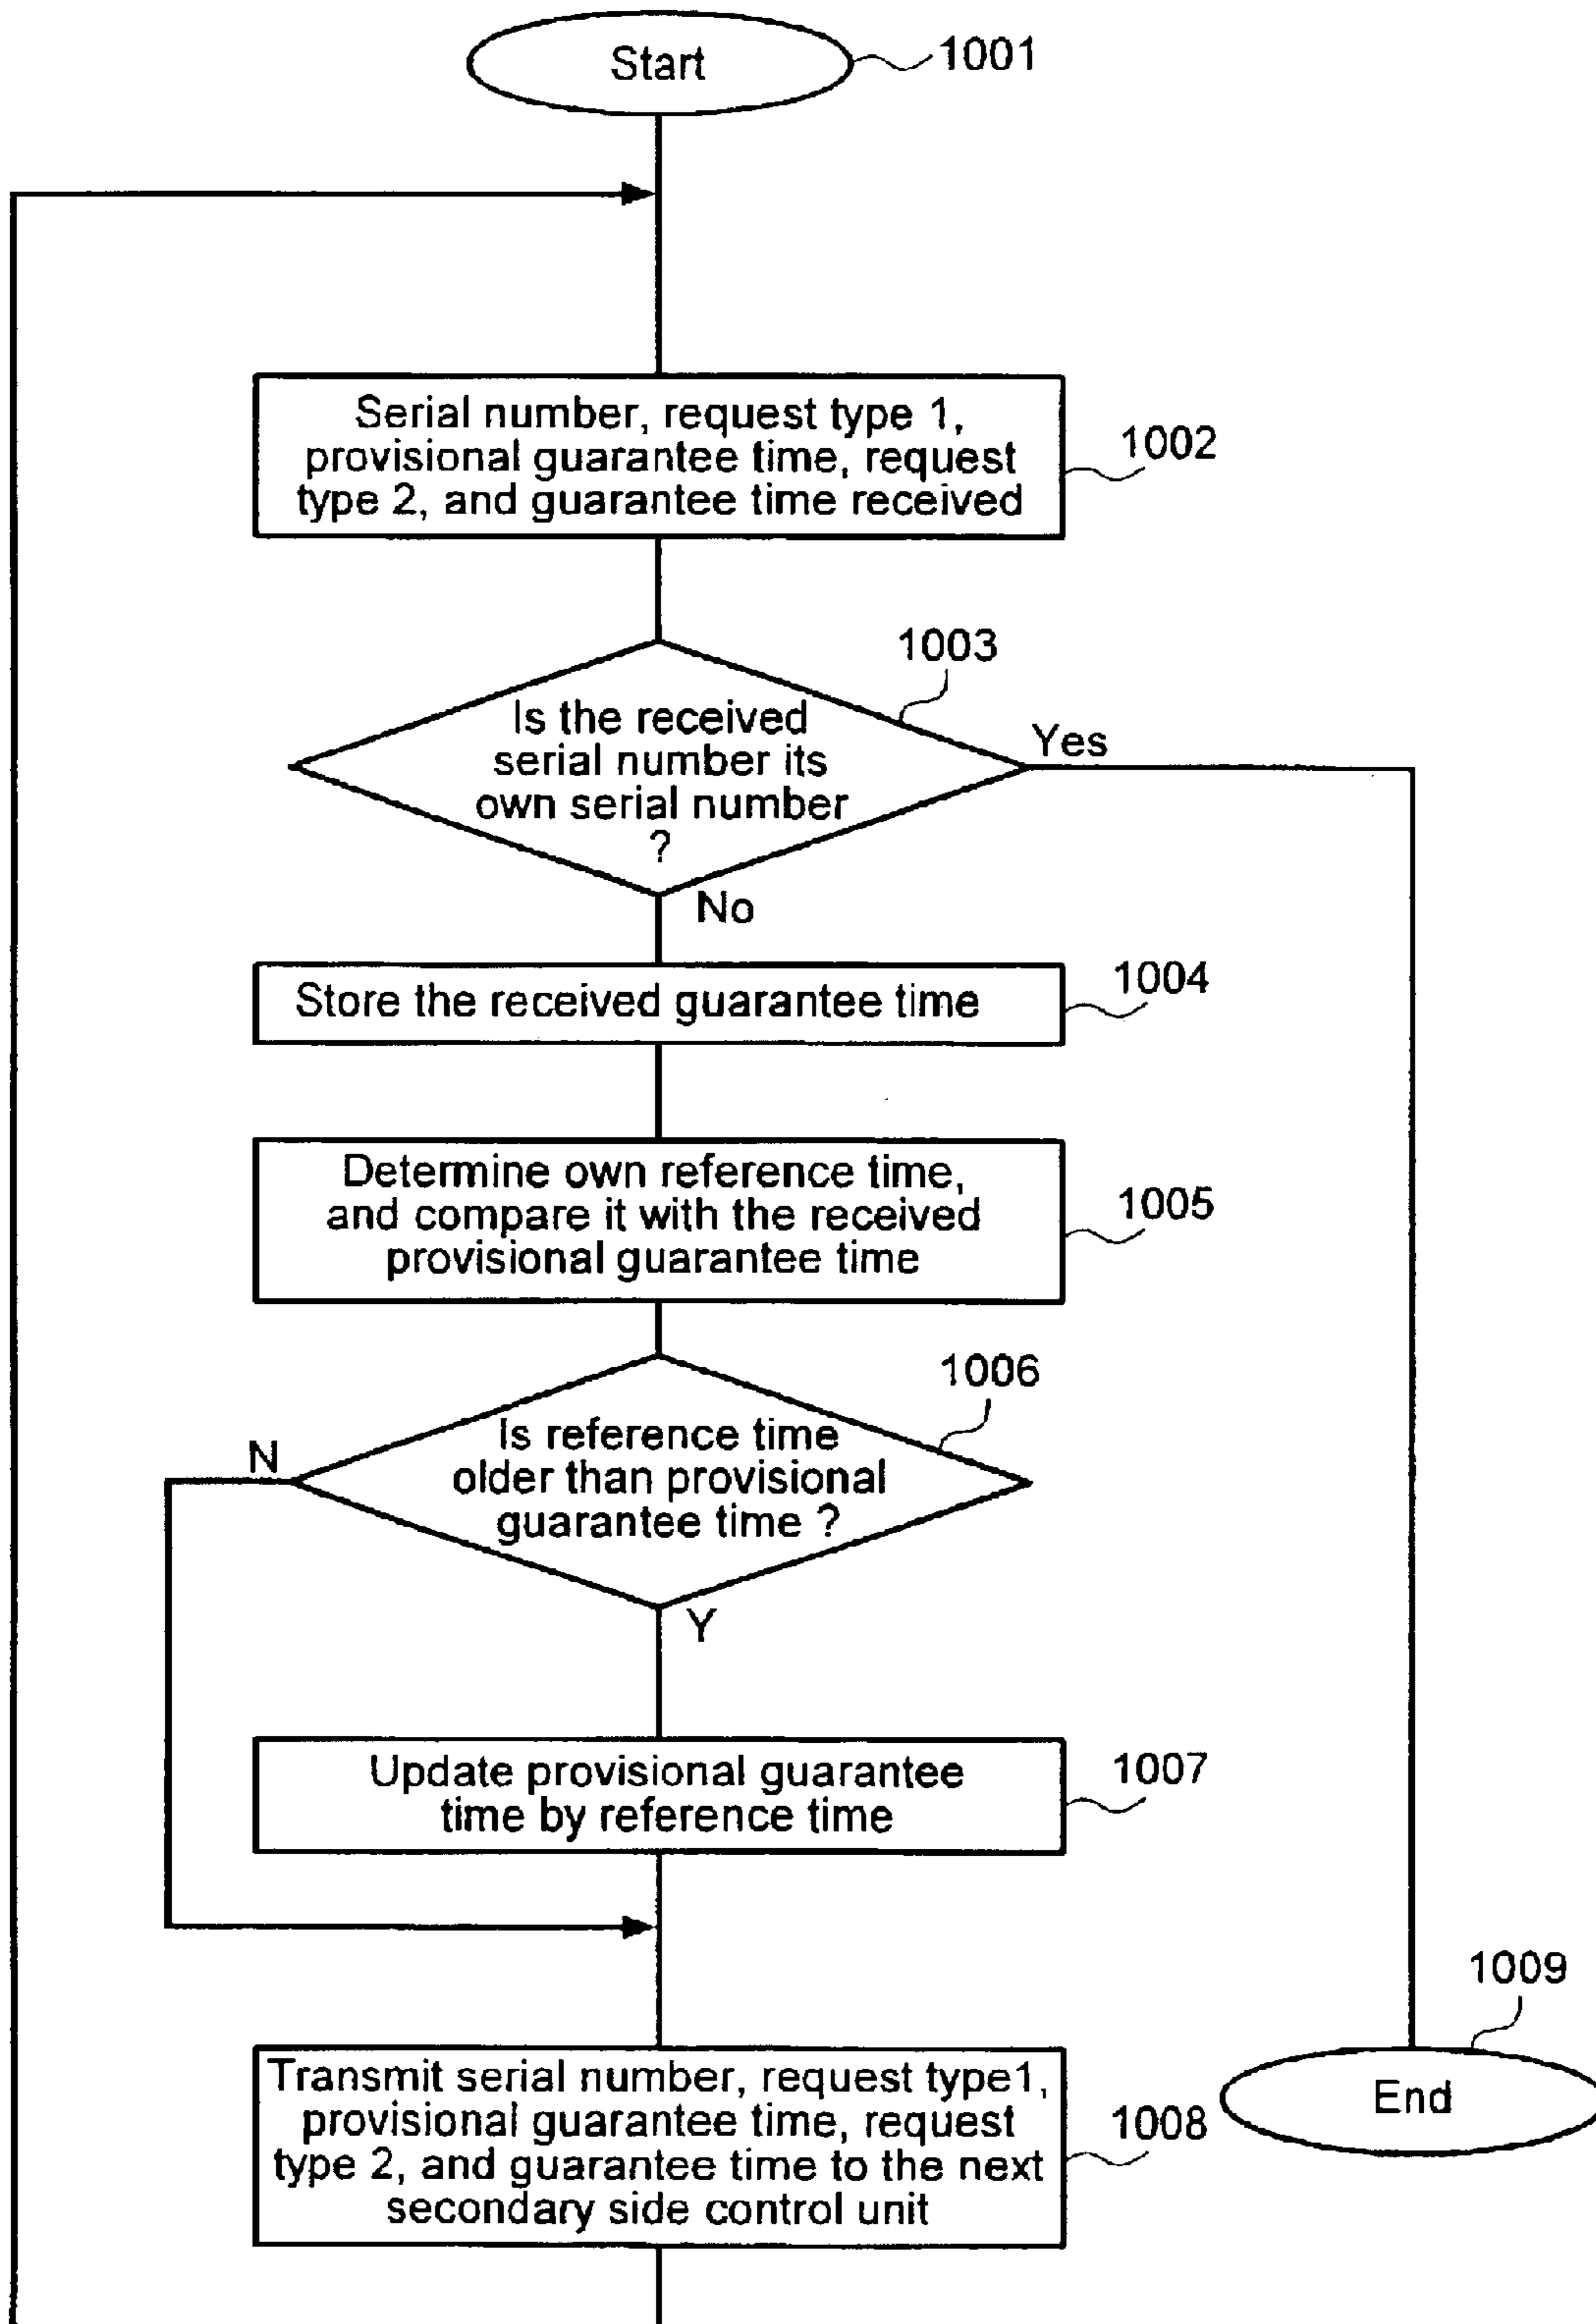 Start
1001
Serial number, request type 1,
provisional guarantee time, request
type 2, and guarantee time received
1002
1003
Is the received
serial number its
own serial number
?
Yes
No
Store the received guarantee time
1004
Determine own reference time,
and compare it with the received
provisional guarantee time
1005
1006
Is reference time
older than provisional
guarantee time ?
N
Y
Update provisional guarantee
time by reference time
1007
Transmit serial number, request type1,
provisional guarantee time, request
type 2, and guarantee time to the next
secondary side control unit
1008
1009
End